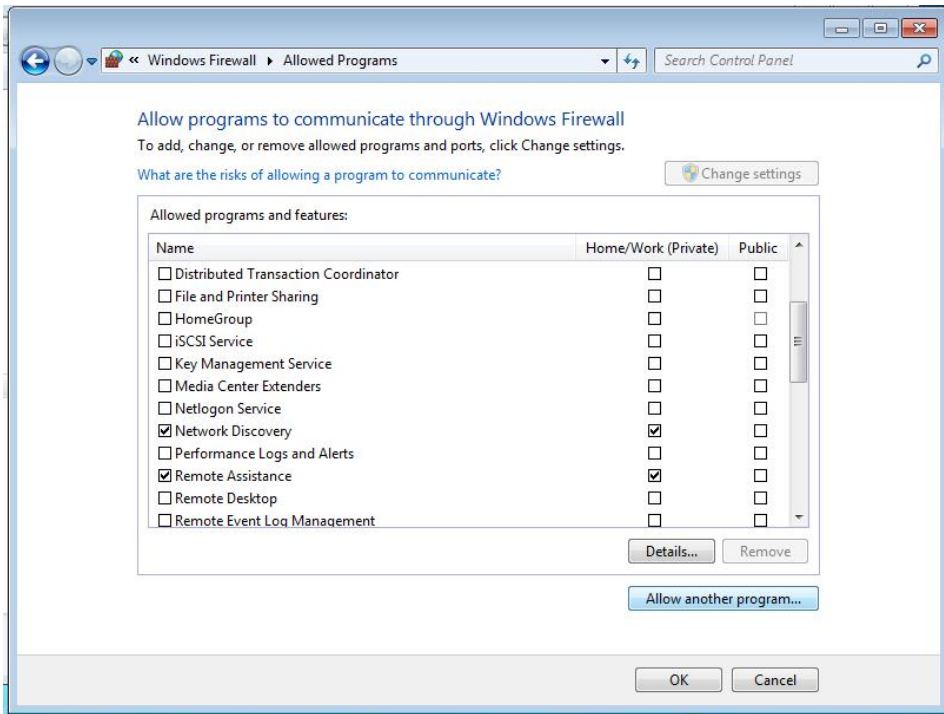 « Windows Firewall ▸ Allowed Programs
Search Control Panel
Allow programs to communicate through Windows Firewall
To add, change, or remove allowed programs and ports, click Change settings.
What are the risks of allowing a program to communicate?
Change settings
Allowed programs and features:
Name Home/Work (Private) Public
Distributed Transaction Coordinator
File and Printer Sharing
HomeGroup
iSCSI Service
Key Management Service
Media Center Extenders
Netlogon Service
Network Discovery
Performance Logs and Alerts
Remote Assistance
Remote Desktop
Remote Event Log Management
Details... Remove
Allow another program...
OK Cancel